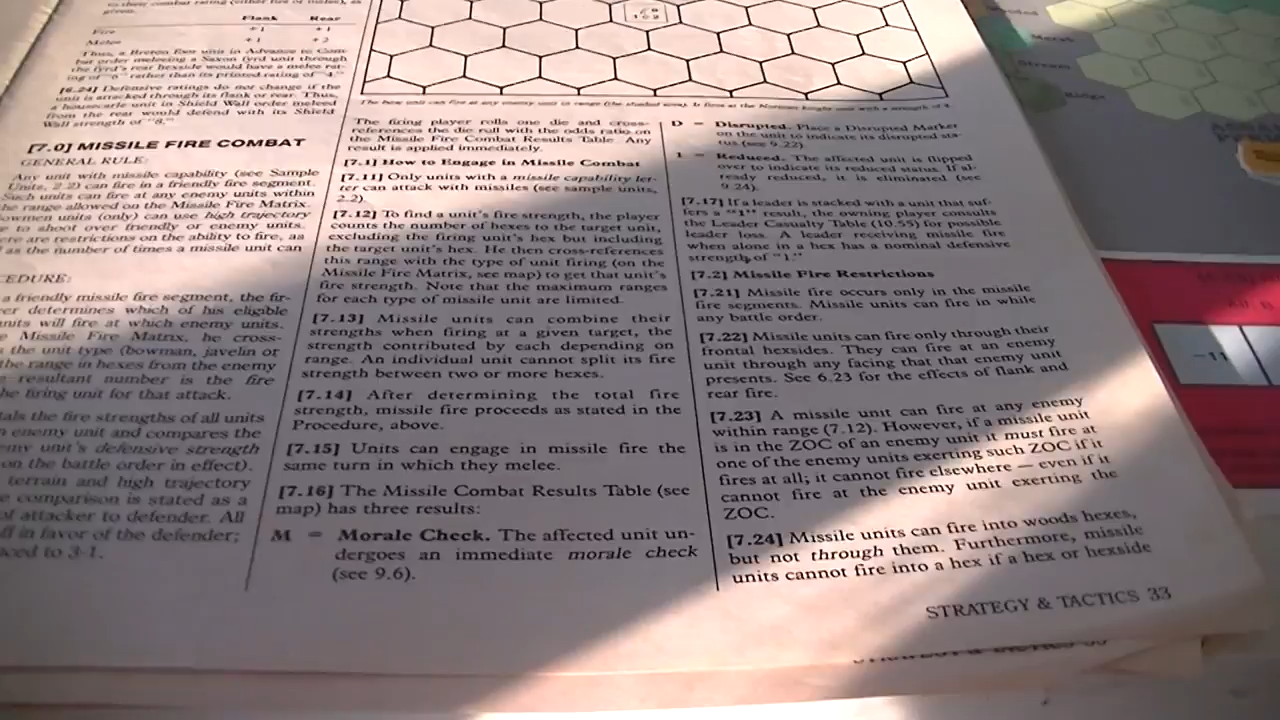 Flank Rear
Fire +1 +1
Melee +1 +2
Thus, a Breton foot unit in Advance to Com-
bat order meleeing a Saxon fyrd unit through
the fyrd's rear hexside would have a melee rat-
ing of "6" rather than its printed rating of "4."
[6.24] Defensive ratings do not change if the
unit is attacked through its flank or rear. Thus,
a housecarle unit in Shield Wall order meleed
from the rear would defend with its Shield
Wall strength of "8."
[7.0] MISSILE FIRE COMBAT
GENERAL RULE:
Any unit with missile capability (see Sample
Units, 2.2) can fire in a friendly fire segment.
Such units can fire at any enemy units within
he range allowed on the Missile Fire Matrix.
owmen units (only) can use high trajectory
e to shoot over friendly or enemy units.
ere are restrictions on the ability to fire, as
as the number of times a missile unit can
EDURE:
a friendly missile fire segment, the fir-
er determines which of his eligible
nits will fire at which enemy units.
e Missile Fire Matrix, he cross-
the unit type (bowman, javelin or
he range in hexes from the enemy
e resultant number is the fire
he firing unit for that attack.
als the fire strengths of all units
n enemy unit and compares the
my unit's defensive strength
on the battle order in effect).
terrain and high trajectory
e comparison is stated as a
of attacker to defender. All
ff in favor of the defender;
ced to 3-1.
The firing player rolls one die and cross-
references the die roll with the odds ratio on
the Missile Fire Combat Results Table. Any
result is applied immediately.
[7.1] How to Engage in Missile Combat
[7.11] Only units with a missile capability let-
ter can attack with missiles (see sample units,
2.2).
[7.12] To find a unit's fire strength, the player
counts the number of hexes to the target unit,
excluding the firing unit's hex but including
the target unit's hex. He then cross-references
this range with the type of unit firing (on the
Missile Fire Matrix, see map) to get that unit's
fire strength. Note that the maximum ranges
for each type of missile unit are limited.
[7.13] Missile units can combine their
strengths when firing at a given target, the
strength contributed by each depending on
range. An individual unit cannot split its fire
strength between two or more hexes.
[7.14] After determining the total fire
strength, missile fire proceeds as stated in the
Procedure, above.
[7.15] Units can engage in missile fire the
same turn in which they melee.
[7.16] The Missile Combat Results Table (see
map) has three results:
M = Morale Check. The affected unit un-
dergoes an immediate morale check
(see 9.6).
D = Disrupted. Place a Disrupted Marker
on the unit to indicate its disrupted sta-
tus (see 9.22).
1 = Reduced. The affected unit is flipped
over to indicate its reduced status. If al-
ready reduced, it is eliminated. (see
9.24).
[7.17] If a leader is stacked with a unit that suf-
fers a "1" result, the owning player consults
the Leader Casualty Table (10.55) for possible
leader loss. A leader receiving missile fire
when alone in a hex has a nominal defensive
strength of "1."
[7.2] Missile Fire Restrictions
[7.21] Missile fire occurs only in the missile
fire segments. Missile units can fire in while
any battle order.
[7.22] Missile units can fire only through their
frontal hexsides. They can fire at an enemy
unit through any facing that that enemy unit
presents. See 6.23 for the effects of flank and
rear fire.
[7.23] A missile unit can fire at any enemy
within range (7.12). However, if a missile unit
is in the ZOC of an enemy unit it must fire at
one of the enemy units exerting such ZOC if it
fires at all; it cannot fire elsewhere — even if it
cannot fire at the enemy unit exerting the
ZOC.
[7.24] Missile units can fire into woods hexes,
but not through them. Furthermore, missile
units cannot fire into a hex if a hex or hexside
STRATEGY & TACTICS 33
Stream
-11